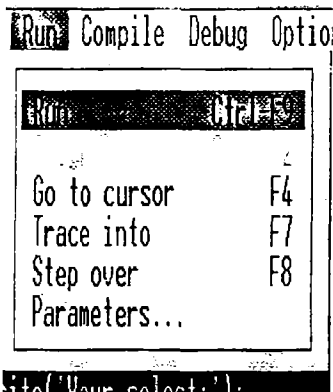 Run Compile Debug Optio
Run Ctrl-F9
Go to cursor F4
Trace into F7
Step over F8
Parameters...
ite('Your select:');